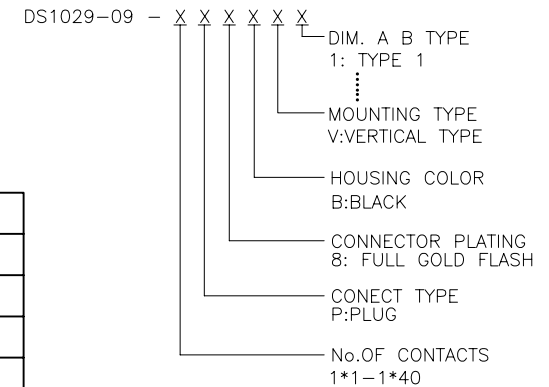 DS1029-09 - X X X X X X
DIM. A B TYPE
1: TYPE 1
MOUNTING TYPE
V:VERTICAL TYPE
HOUSING COLOR
B:BLACK
CONNECTOR PLATING
8: FULL GOLD FLASH
CONECT TYPE
P:PLUG
No.OF CONTACTS
1*1-1*40